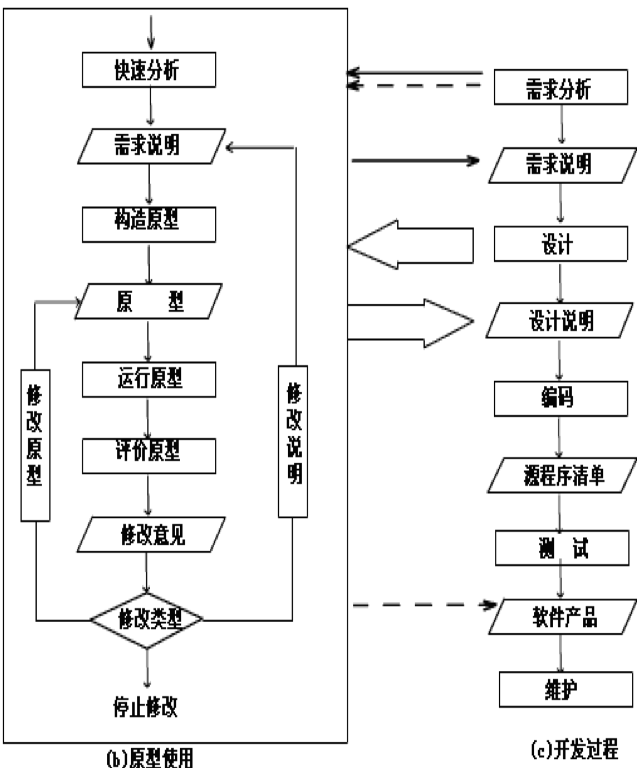 快速分析
需求说明
构造原型
原 型
运行原型
评价原型
修改意见
修改类型
停止修改
修改原型
修改说明
(b)原型使用
需求分析
需求说明
设计
设计说明
编码
源程序清单
测 试
软件产品
维护
(c)开发过程